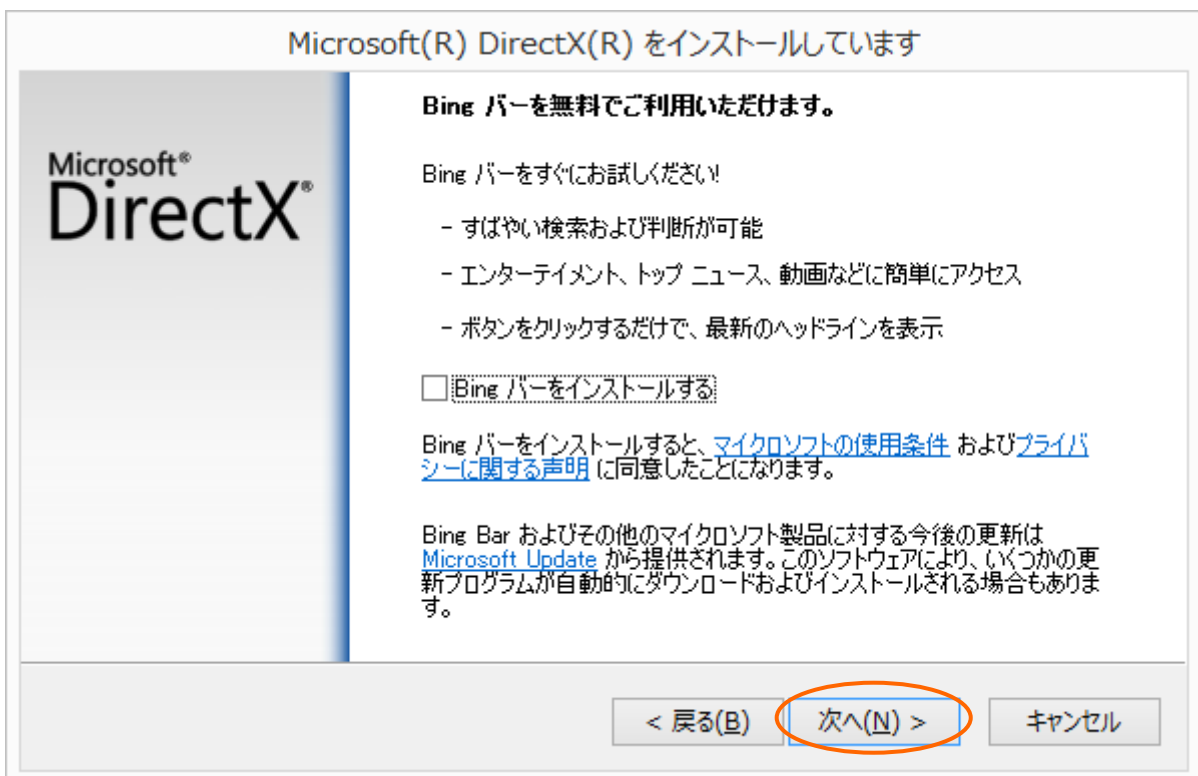 Microsoft(R) DirectX(R) をインストールしています
Microsoft®
DirectX®
Bing バーを無料でご利用いただけます。
Bing バーをすぐにお試しください!
- すばやい検索および判断が可能
- エンターテイメント、トップ ニュース、動画などに簡単にアクセス
- ボタンをクリックするだけで、最新のヘッドラインを表示
Bing バーをインストールする
Bing バーをインストールすると、マイクロソフトの使用条件 およびプライバ
シーに関する声明 に同意したことになります。
Bing Bar およびその他のマイクロソフト製品に対する今後の更新は
Microsoft Update から提供されます。このソフトウェアにより、いくつかの更
新プログラムが自動的にダウンロードおよびインストールされる場合もありま
す。
< 戻る(B) 次へ(N) > キャンセル